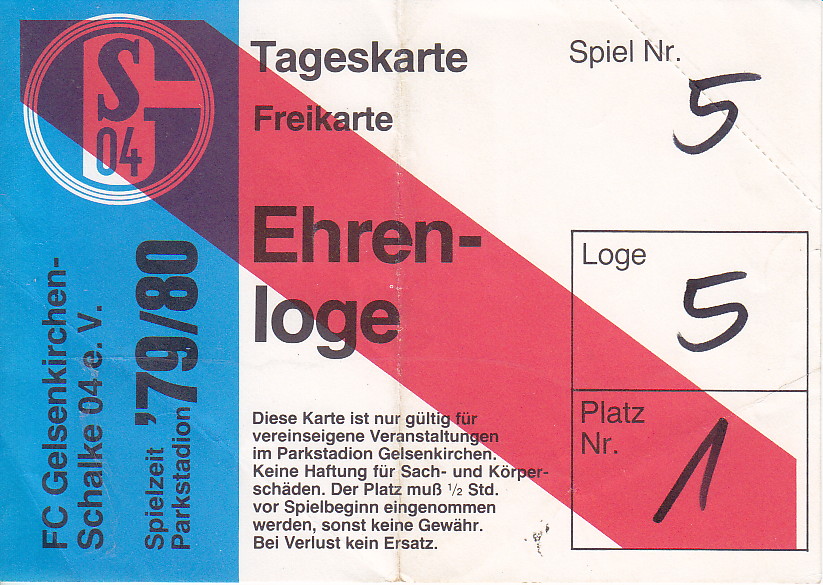 S
04
FC Gelsenkirchen-
Schalke 04 e. V.
Spielzeit '79/80
Parkstadion
Tageskarte
Freikarte
Ehren-
loge
Diese Karte ist nur gültig für
vereinseigene Veranstaltungen
im Parkstadion Gelsenkirchen.
Keine Haftung für Sach- und Körper-
schäden. Der Platz muß ½ Std.
vor Spielbeginn eingenommen
werden, sonst keine Gewähr.
Bei Verlust kein Ersatz.
Spiel Nr.
5
Loge
5
Platz
Nr.
1